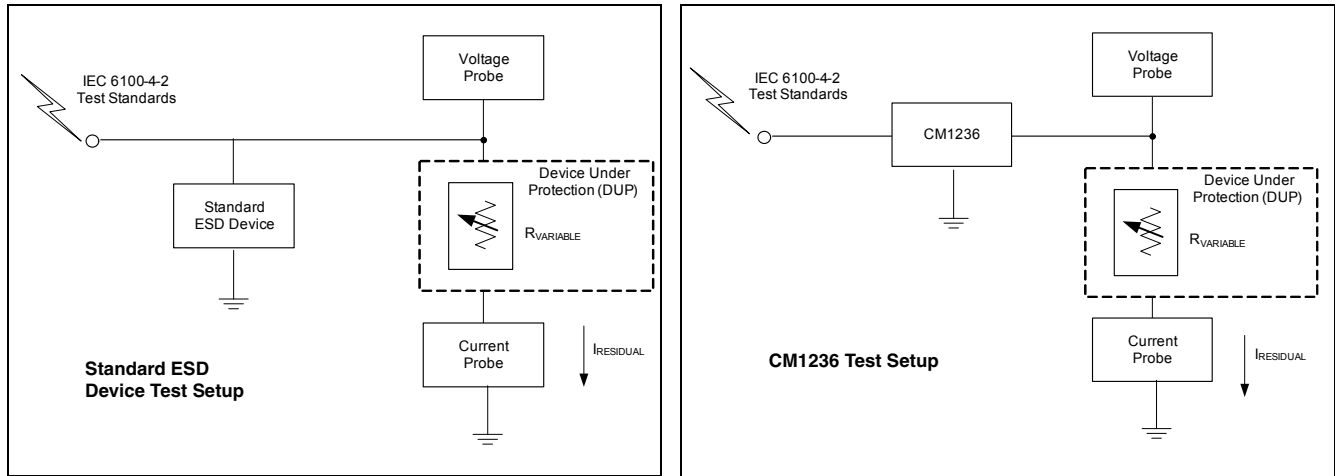 IEC 6100-4-2
Test Standards
Voltage
Probe
Standard
ESD Device
Device Under
Protection (DUP)
RVARIABLE
Current
Probe
IRESIDUAL
Standard ESD
Device Test Setup
IEC 6100-4-2
Test Standards
Voltage
Probe
CM1236
Device Under
Protection (DUP)
RVARIABLE
Current
Probe
IRESIDUAL
CM1236 Test Setup